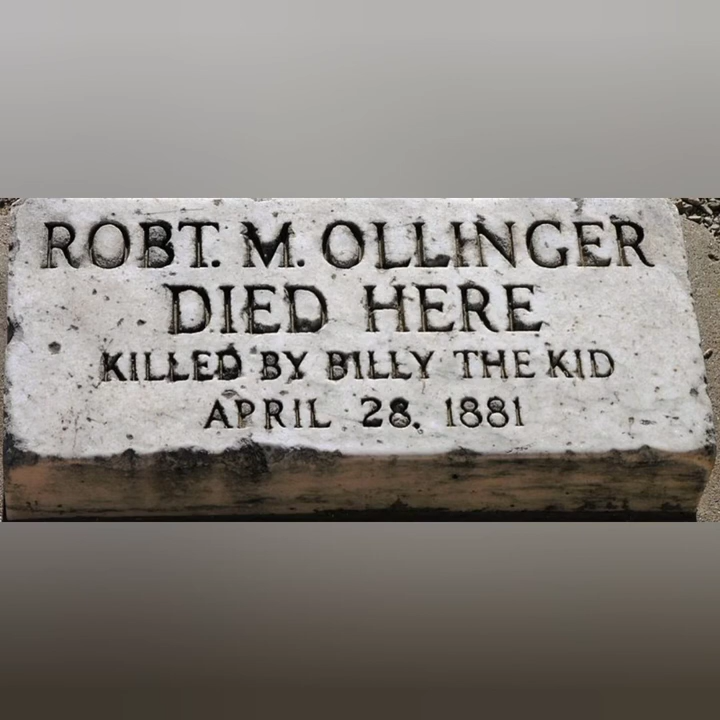 ROBT. M. OLLINGER
DIED HERE
KILLED BY BILLY THE KID
APRIL 28, 1881